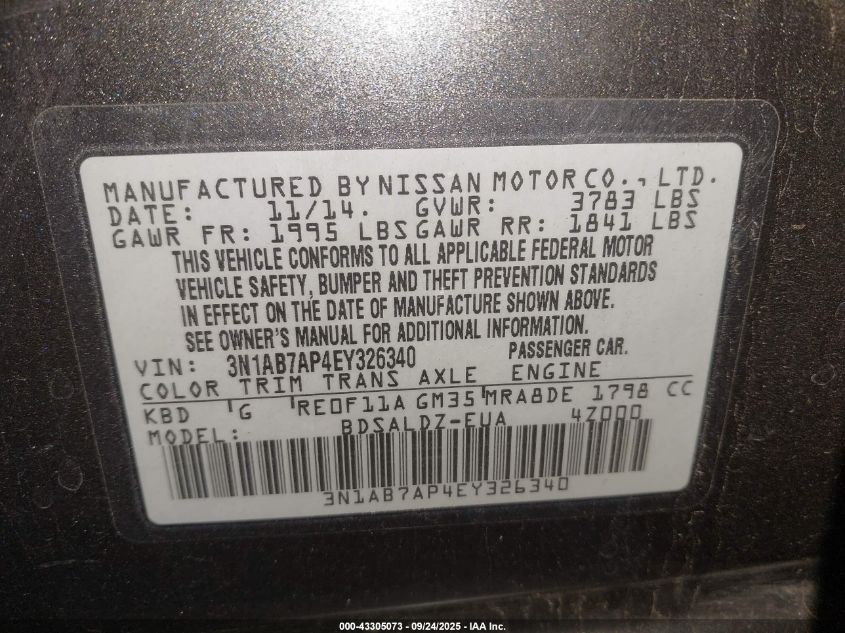 MANUFACTURED BY NISSAN MOTOR CO., LTD.
DATE: 11/14. GVWR: 3783 LBS
GAWR FR: 1995 LBS GAWR RR: 1841 LBS
THIS VEHICLE CONFORMS TO ALL APPLICABLE FEDERAL MOTOR
VEHICLE SAFETY, BUMPER AND THEFT PREVENTION STANDARDS
IN EFFECT ON THE DATE OF MANUFACTURE SHOWN ABOVE.
SEE OWNER'S MANUAL FOR ADDITIONAL INFORMATION.
VIN: 3N1AB7AP4EY326340 PASSENGER CAR.
COLOR TRIM TRANS AXLE ENGINE
KBD G RE0F11A GM35 MRA8DE 1798 CC
MODEL: BDSALDZ-EUA 4Z000
3N1AB7AP4EY326340
000-43305073 - 09/24/2025 - IAA Inc.